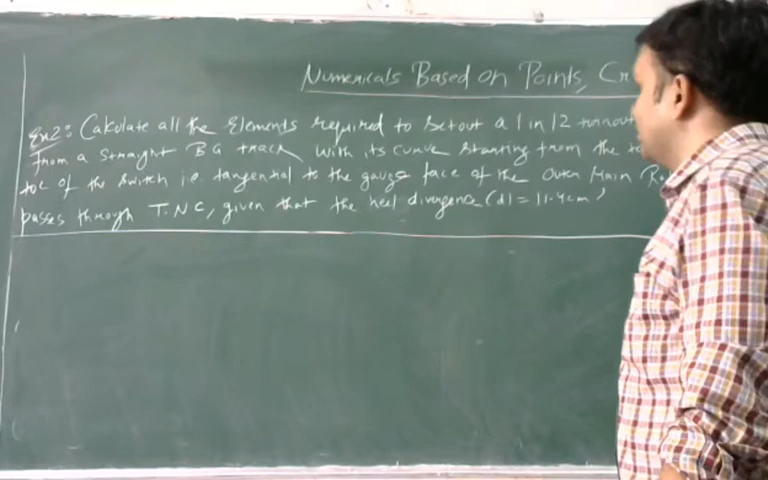 Numericals Based on Points, Cr
Ex2: Calculate all the Elements required to setout a 1 in 12 turnout
from a straight BG track, with its curve starting from the
toe of the switch i.e tangential to the gauge face of the outer Main
passes through T.N.C, given that the heel divergence (d) = 11.4cm